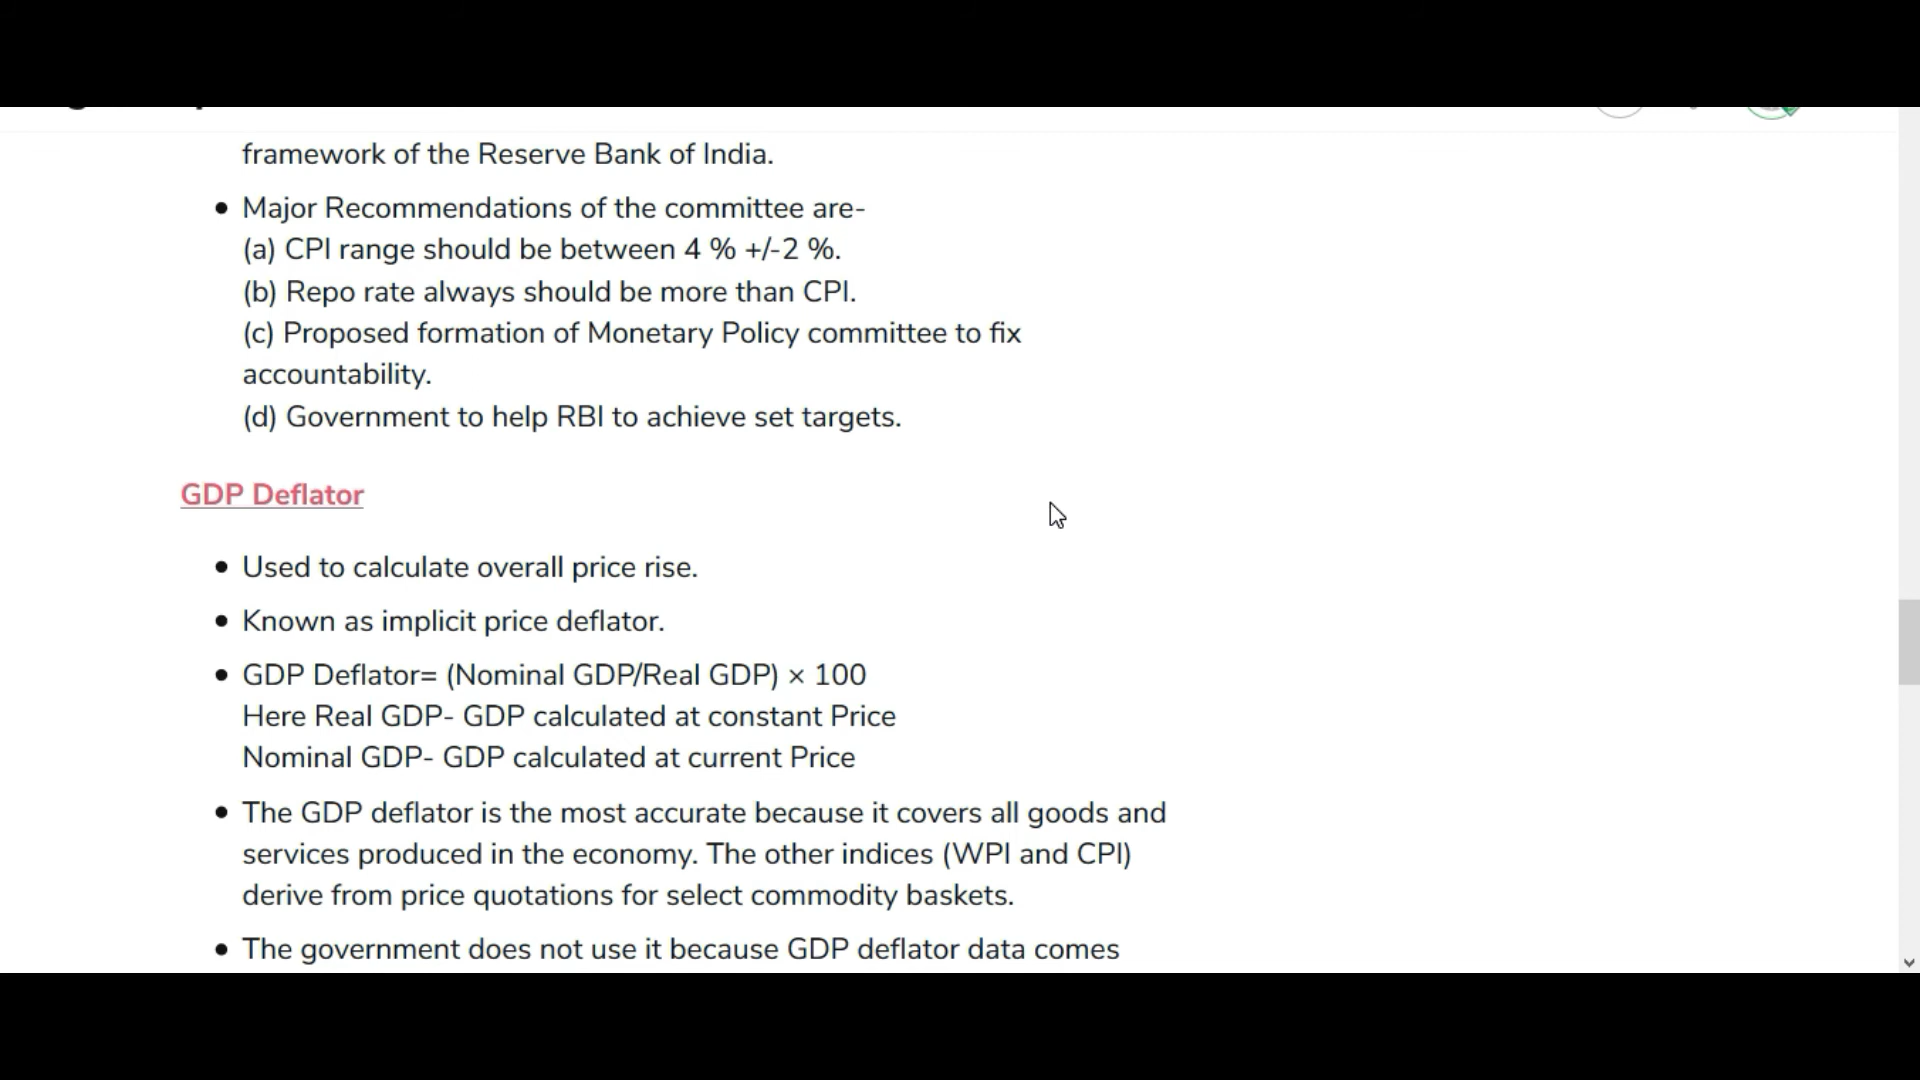 framework of the Reserve Bank of India.
• Major Recommendations of the committee are-
(a) CPI range should be between 4 % +/-2 %.
(b) Repo rate always should be more than CPI.
(c) Proposed formation of Monetary Policy committee to fix
accountability.
(d) Government to help RBI to achieve set targets.
GDP Deflator
• Used to calculate overall price rise.
• Known as implicit price deflator.
• GDP Deflator= (Nominal GDP/Real GDP) × 100
Here Real GDP- GDP calculated at constant Price
Nominal GDP- GDP calculated at current Price
• The GDP deflator is the most accurate because it covers all goods and
services produced in the economy. The other indices (WPI and CPI)
derive from price quotations for select commodity baskets.
• The government does not use it because GDP deflator data comes